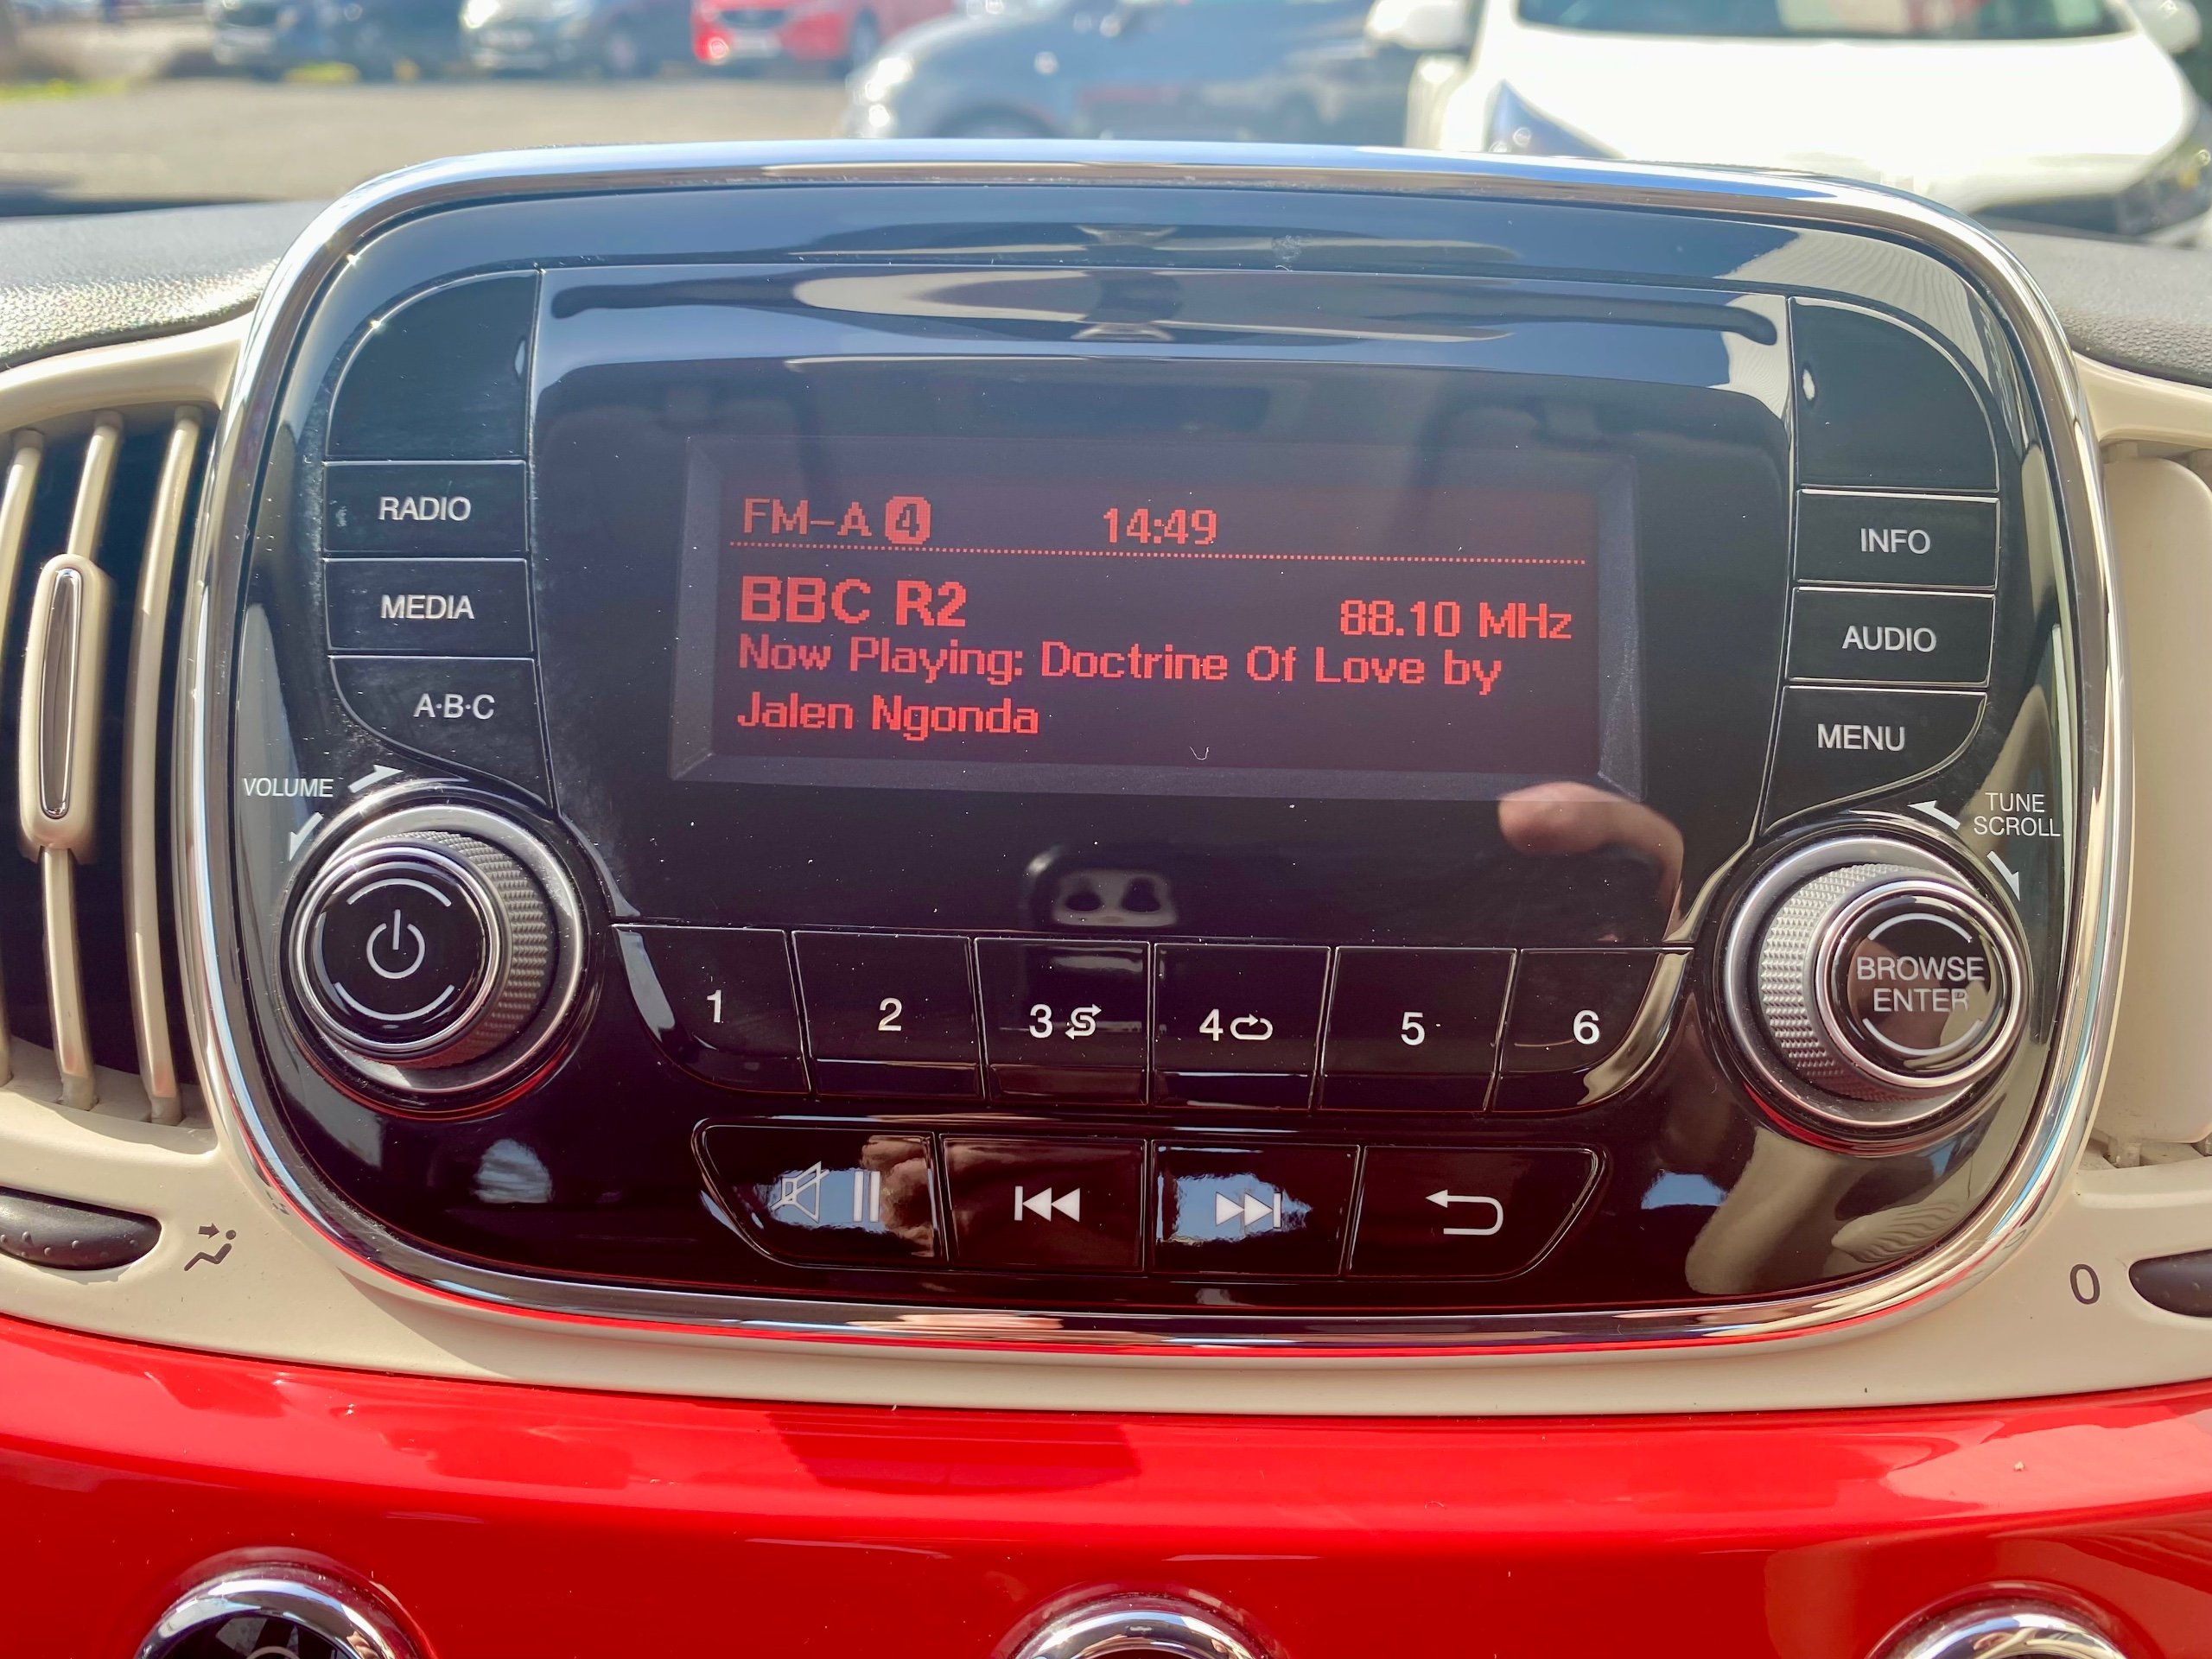 FM-A 4 14:49
BBC R2 88.10 MHz
Now Playing: Doctrine Of Love by
Jalen Ngonda
RADIO
MEDIA
A·B·C
VOLUME
INFO
AUDIO
MENU
TUNE
SCROLL
BROWSE
ENTER
1 2 3 4 5 6
0